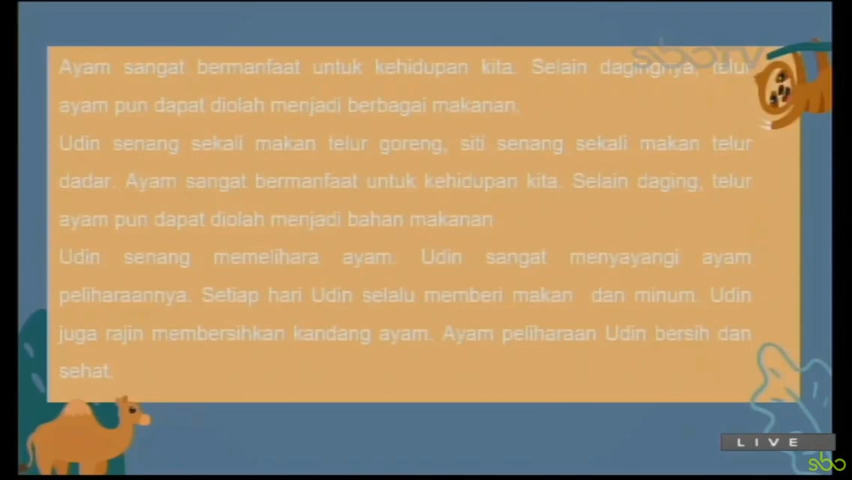 sbotv
Ayam sangat bermanfaat untuk kehidupan kita. Selain dagingnya, telur
ayam pun dapat diolah menjadi berbagai makanan.
Udin senang sekali makan telur goreng, siti senang sekali makan telur
dadar. Ayam sangat bermanfaat untuk kehidupan kita. Selain daging, telur
ayam pun dapat diolah menjadi bahan makanan
Udin senang memelihara ayam. Udin sangat menyayangi ayam
peliharaannya. Setiap hari Udin selalu memberi makan dan minum. Udin
juga rajin membersihkan kandang ayam. Ayam peliharaan Udin bersih dan
sehat.
LIVE
sbo